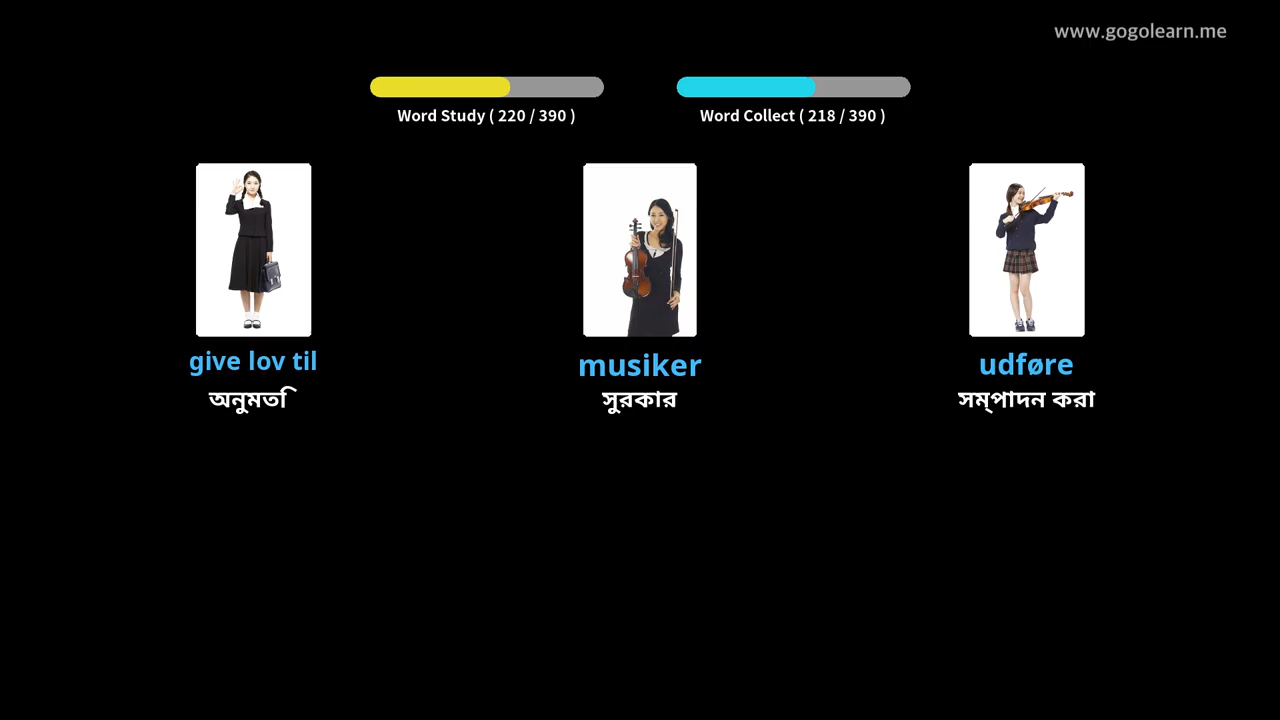 www.gogolearn.me
Word Study ( 220 / 390 )
Word Collect ( 218 / 390 )
give lov til
musiker
udføre
অনুমতি
সুরকার
সম্পাদন করা